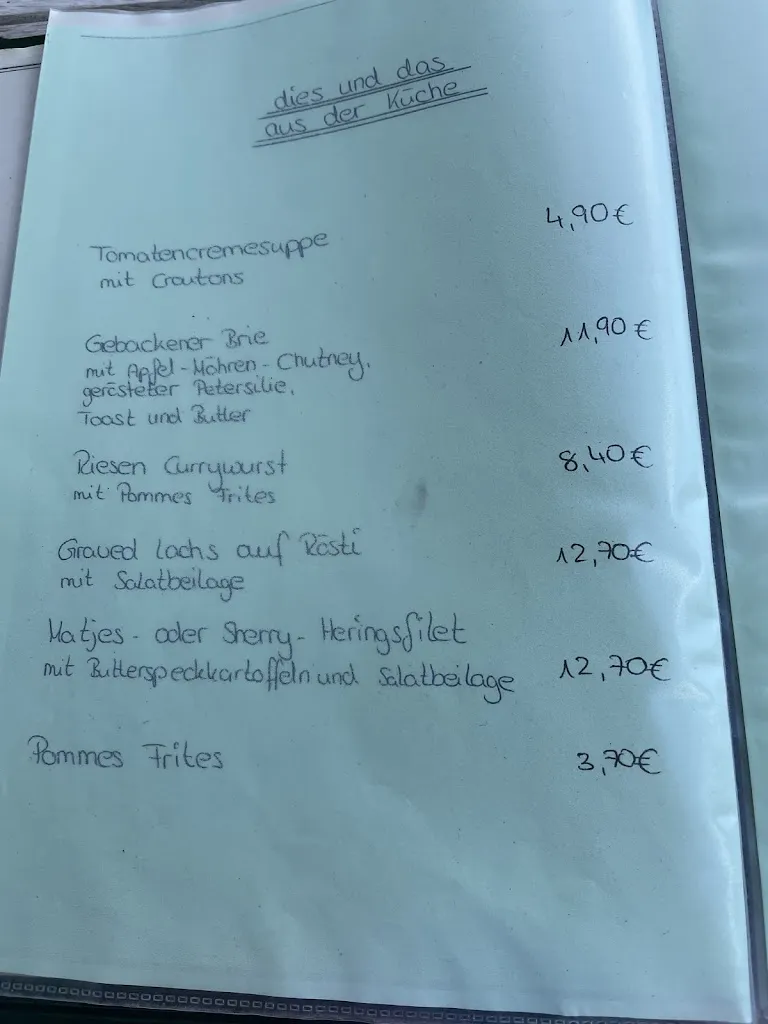 dies und das
aus der Küche
Tomatencremesuppe 4,90€
mit Croutons
Gebackener Brie 11,90€
mit Apfel-Möhren-Chutney,
gerösteter Petersilie,
Toast und Butter
Riesen Currywurst 8,40€
mit Pommes Frites
Graved Lachs auf Rösti 12,70€
mit Salatbeilage
Matjes- oder Sherry-Heringsfilet
mit Butterspeckkartoffeln und Salatbeilage 12,70€
Pommes Frites 3,70€